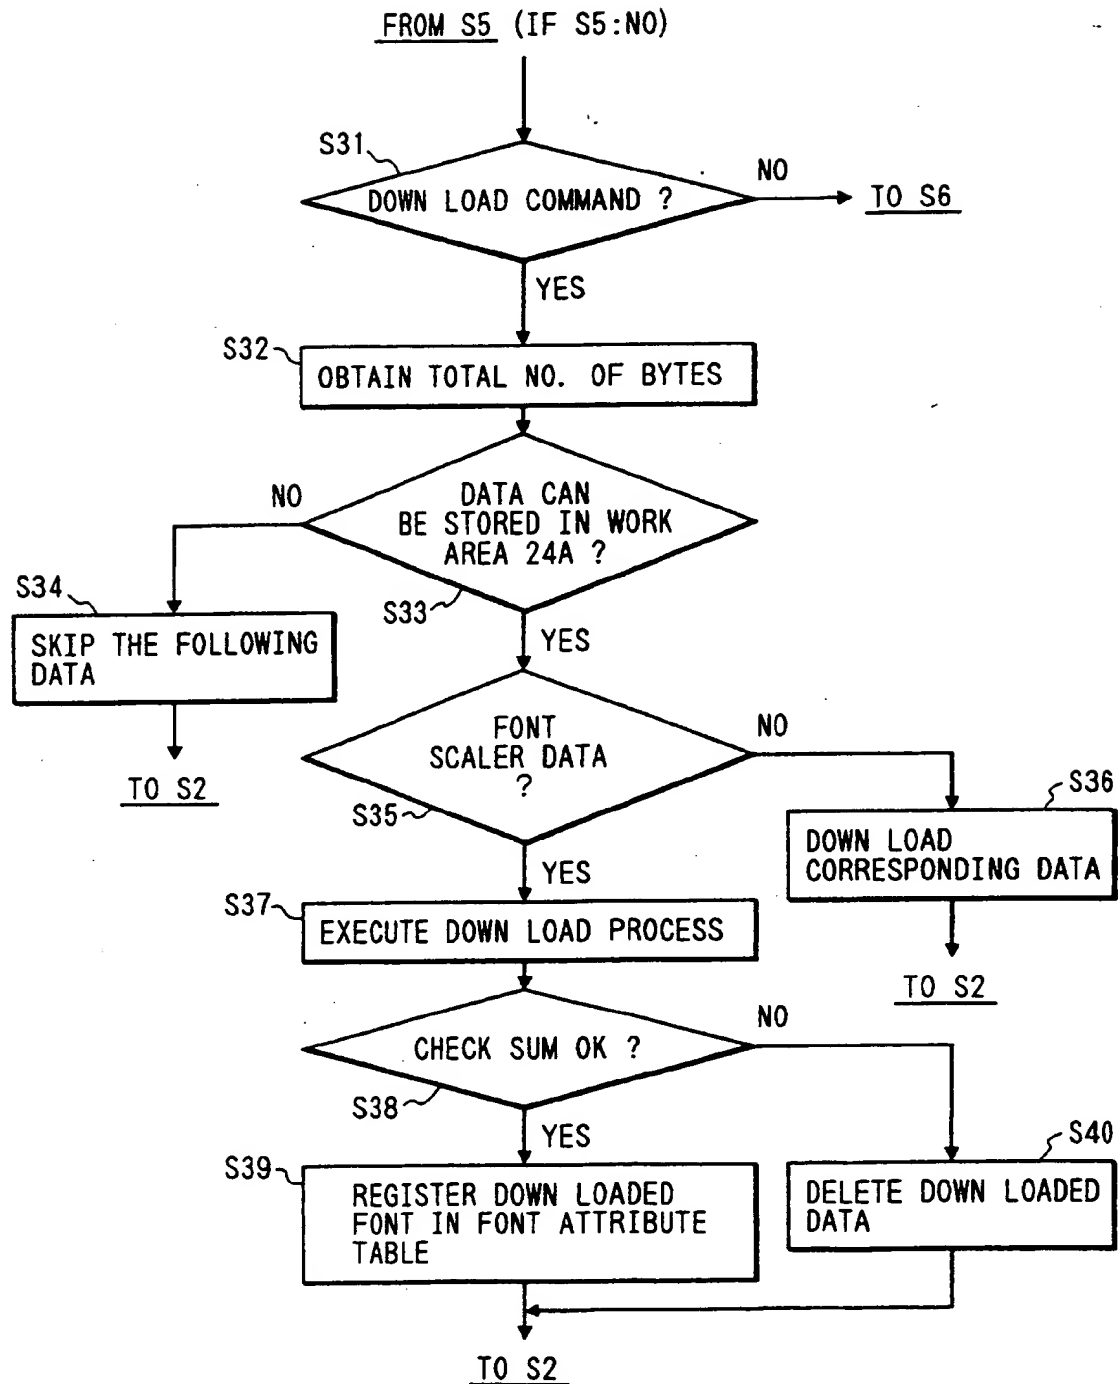 FROM S5 (IF S5:NO)
S31
DOWN LOAD COMMAND ?
NO
TO S6
YES
S32
OBTAIN TOTAL NO. OF BYTES
NO
DATA CAN
BE STORED IN WORK
AREA 24A ?
S33
S34
SKIP THE FOLLOWING
DATA
TO S2
YES
FONT
SCALER DATA
?
S35
NO
S36
DOWN LOAD
CORRESPONDING DATA
TO S2
YES
S37
EXECUTE DOWN LOAD PROCESS
CHECK SUM OK ?
S38
NO
YES
S39
REGISTER DOWN LOADED
FONT IN FONT ATTRIBUTE
TABLE
S40
DELETE DOWN LOADED
DATA
TO S2